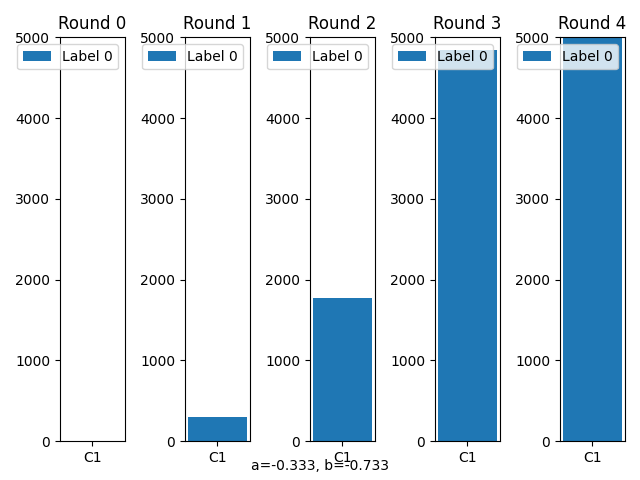 Round 0 Round 1 Round 2 Round 3 Round 4
5000 5000 5000 5000 5000
Label 0 Label 0 Label 0 Label 0 Label 0
4000 4000 4000 4000 4000
3000 3000 3000 3000 3000
2000 2000 2000 2000 2000
1000 1000 1000 1000 1000
0 0 0 0 0
C1 C1 C1 C1 C1
a=-0.333, b=-0.733